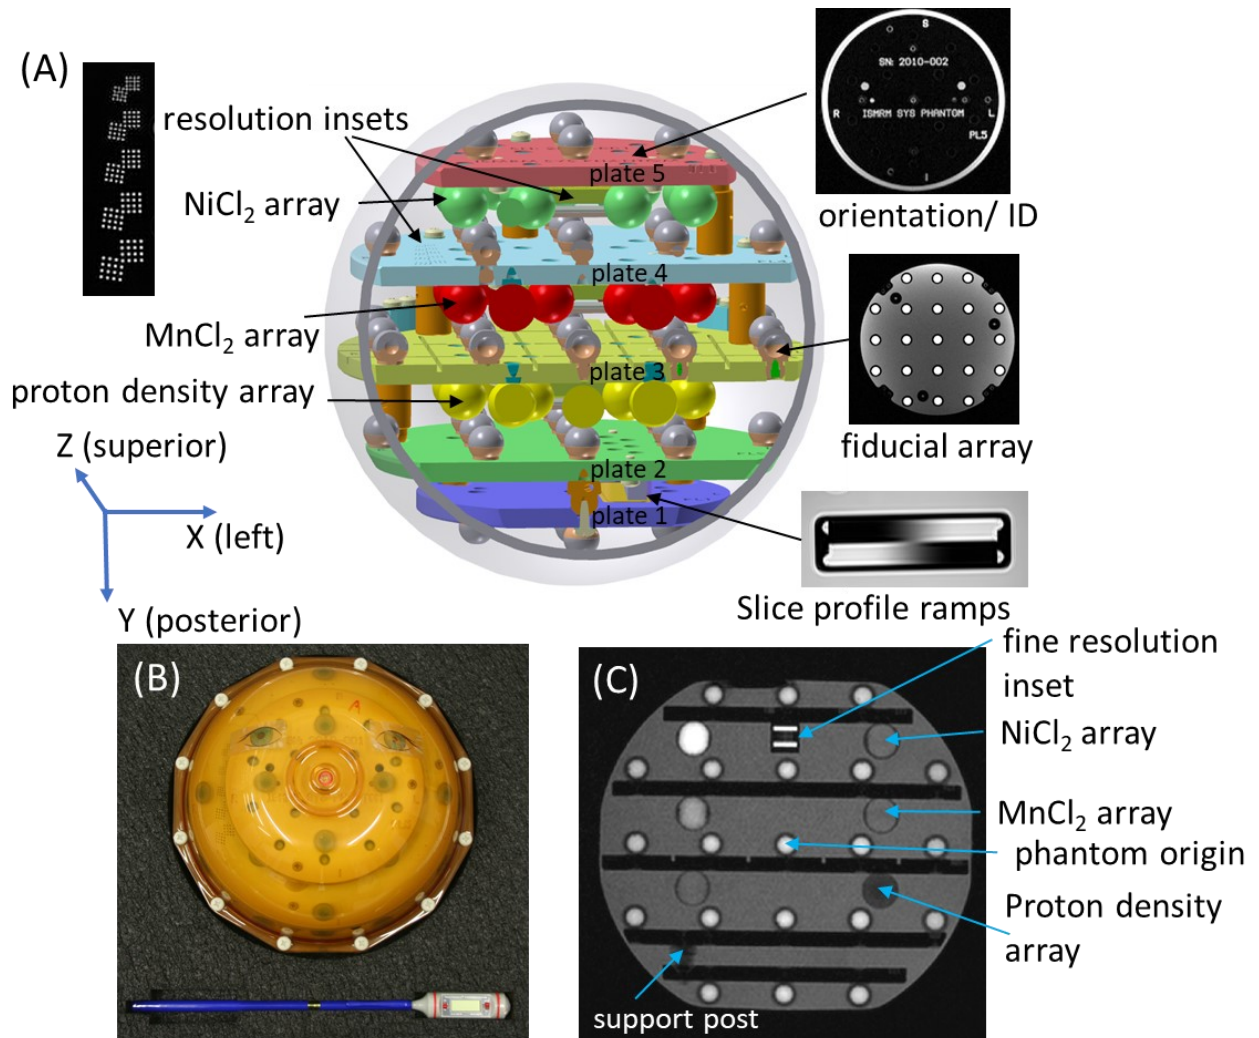 (A)
resolution insets
NiCl2 array
MnCl2 array
proton density array
plate 5
plate 4
plate 3
plate 2
plate 1
S
SN: 2010-002
R
ISMRM SYS PHANTOM
L
PL5
I
orientation/ ID
fiducial array
Slice profile ramps
Z (superior)
X (left)
Y (posterior)
(B)
A
(C)
fine resolution
inset
NiCl2 array
MnCl2 array
phantom origin
Proton density
array
support post